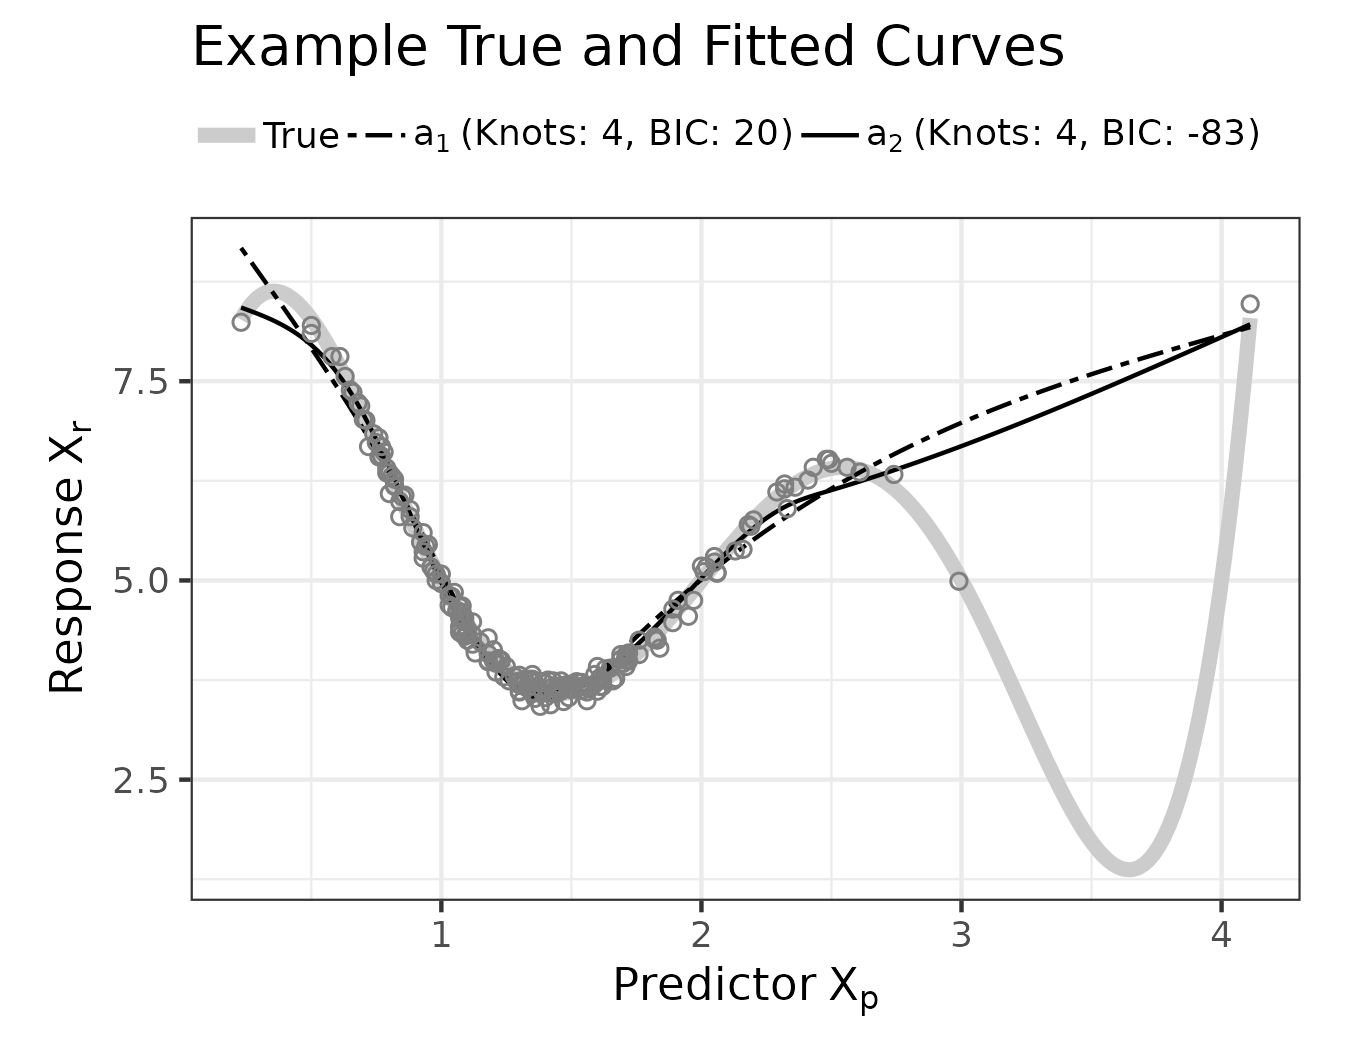 Example True and Fitted Curves
True a₁ (Knots: 4, BIC: 20) a₂ (Knots: 4, BIC: -83)
7.5
5.0
2.5
Response Xᵣ
1 2 3 4
Predictor Xₚ